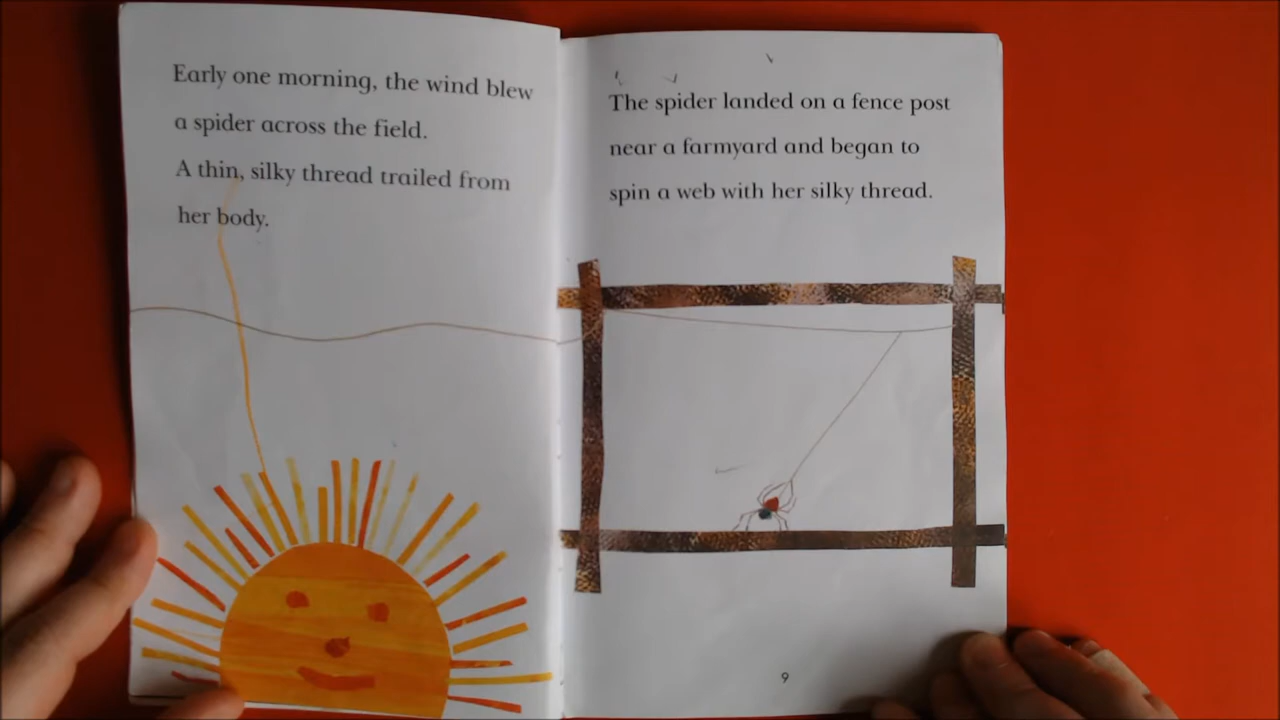 Early one morning, the wind blew
a spider across the field.
A thin, silky thread trailed from
her body.
The spider landed on a fence post
near a farmyard and began to
spin a web with her silky thread.
9